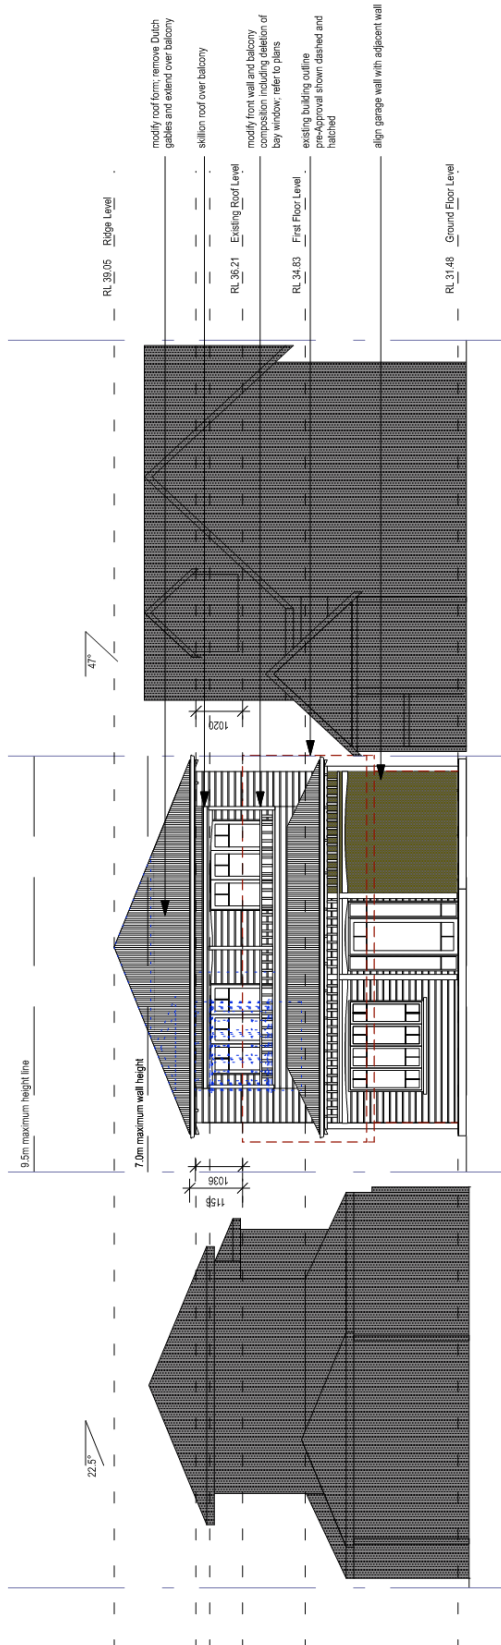 modify roof form; remove Dutch
gables and extend over balcony
skillion roof over balcony
modify front wall and balcony
composition including deletion of
bay window; refer to plans
existing building outline
pre-Approval shown dashed and
hatched
align garage wall with adjacent wall
RL 39.05 Ridge Level
RL 36.21 Existing Roof Level
RL 34.83 First Floor Level
RL 31.48 Ground Floor Level
47°
1020
9.5m maximum height line
7.0m maximum wall height
1036
1156
22.5°